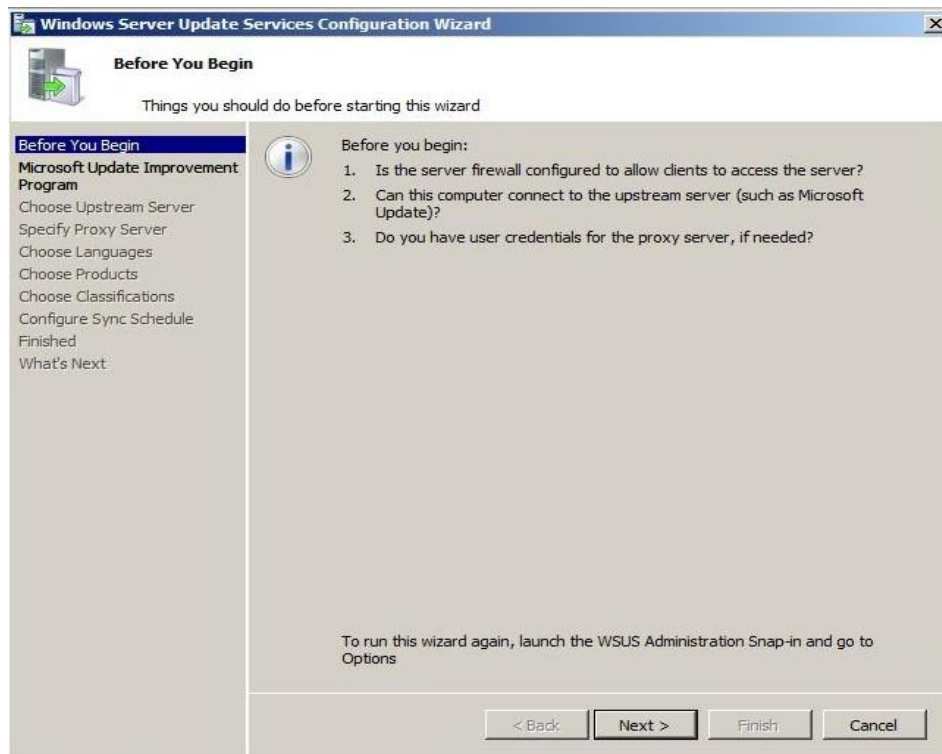 Windows Server Update Services Configuration Wizard
Before You Begin
Things you should do before starting this wizard
Before You Begin
Microsoft Update Improvement
Program
Choose Upstream Server
Specify Proxy Server
Choose Languages
Choose Products
Choose Classifications
Configure Sync Schedule
Finished
What's Next
Before you begin:
1. Is the server firewall configured to allow clients to access the server?
2. Can this computer connect to the upstream server (such as Microsoft
Update)?
3. Do you have user credentials for the proxy server, if needed?
To run this wizard again, launch the WSUS Administration Snap-in and go to
Options
< Back
Next >
Finish
Cancel